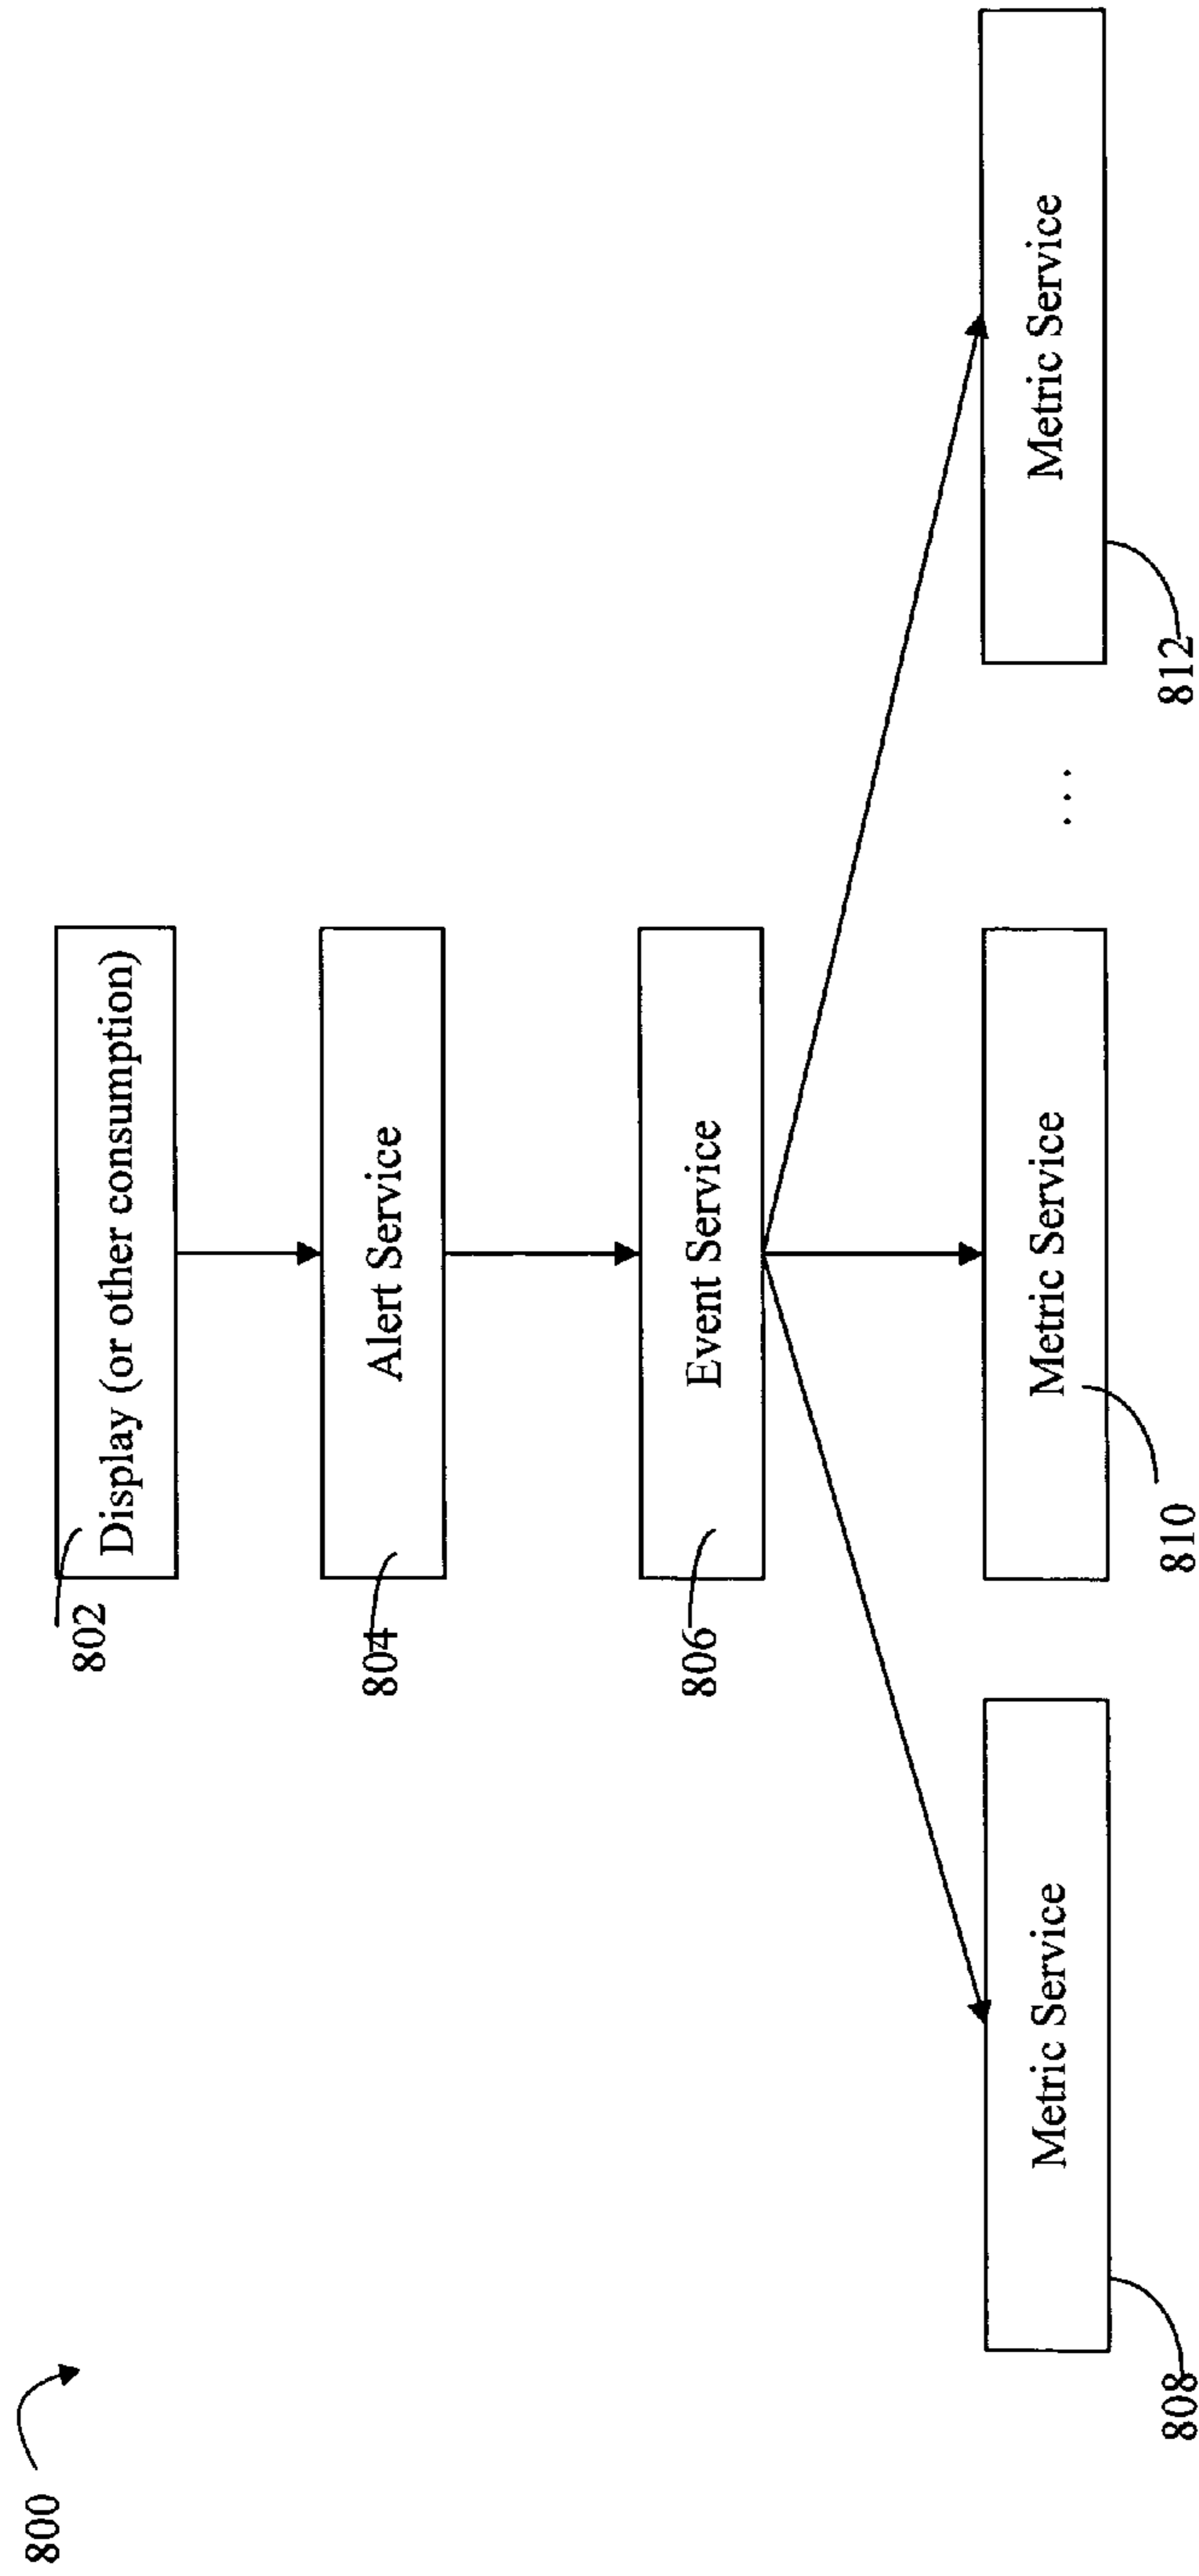 800
802
Display (or other consumption)
804
Alert Service
806
Event Service
Metric Service
Metric Service
...
Metric Service
808
810
812